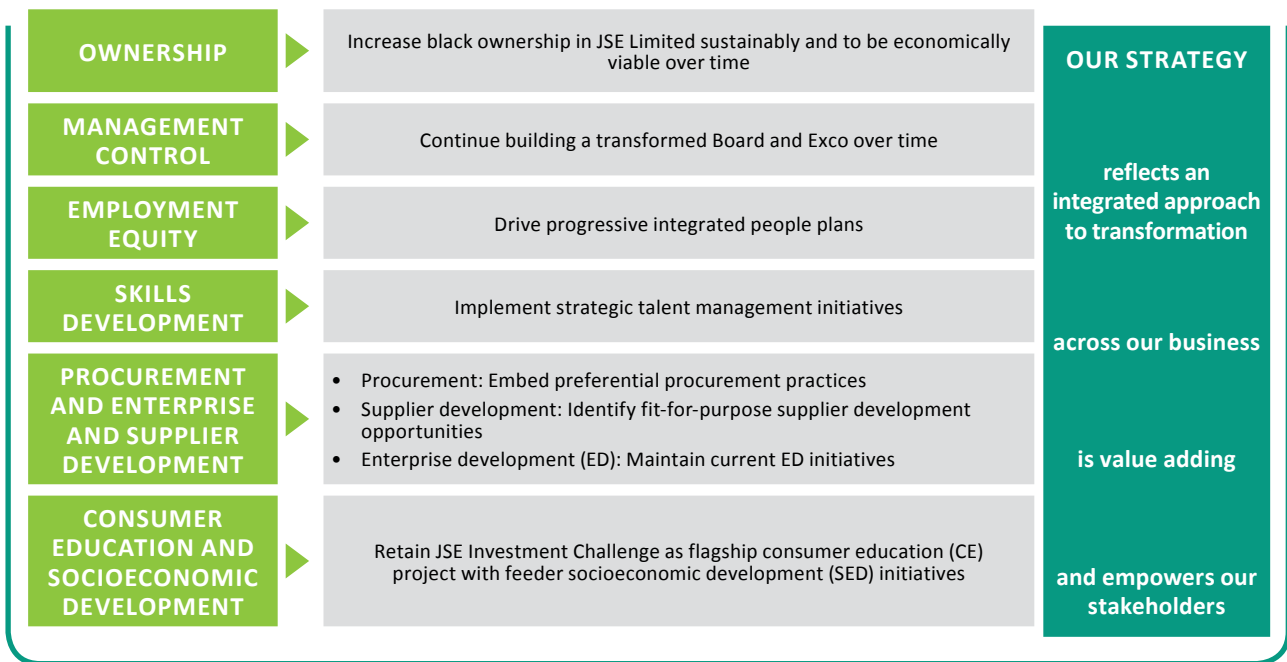 OWNERSHIP
Increase black ownership in JSE Limited sustainably and to be economically
viable over time
MANAGEMENT
CONTROL
Continue building a transformed Board and Exco over time
EMPLOYMENT
EQUITY
Drive progressive integrated people plans
SKILLS
DEVELOPMENT
Implement strategic talent management initiatives
PROCUREMENT
AND ENTERPRISE
AND SUPPLIER
DEVELOPMENT
• Procurement: Embed preferential procurement practices
• Supplier development: Identify fit-for-purpose supplier development
opportunities
• Enterprise development (ED): Maintain current ED initiatives
CONSUMER
EDUCATION AND
SOCIOECONOMIC
DEVELOPMENT
Retain JSE Investment Challenge as flagship consumer education (CE)
project with feeder socioeconomic development (SED) initiatives
OUR STRATEGY
reflects an
integrated approach
to transformation
across our business
is value adding
and empowers our
stakeholders